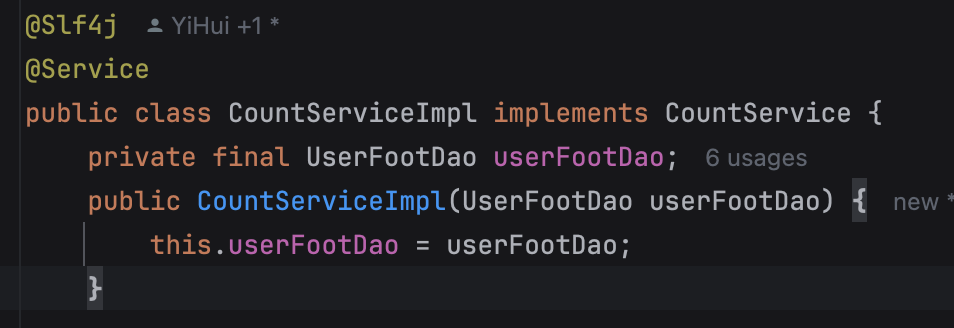 @Slf4j YiHui +1 *
@Service
public class CountServiceImpl implements CountService {
    private final UserFootDao userFootDao; 6 usages
    public CountServiceImpl(UserFootDao userFootDao) { new *
        this.userFootDao = userFootDao;
    }